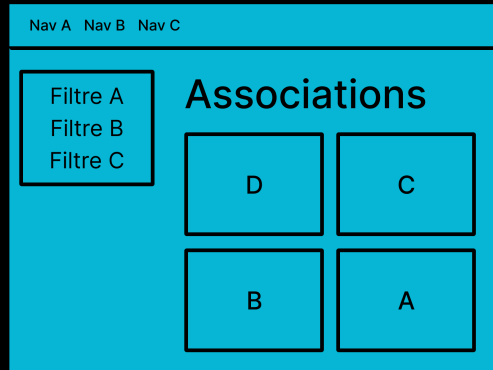 Nav A Nav B Nav C
Filtre A
Filtre B
Filtre C
Associations
D
C
B
A